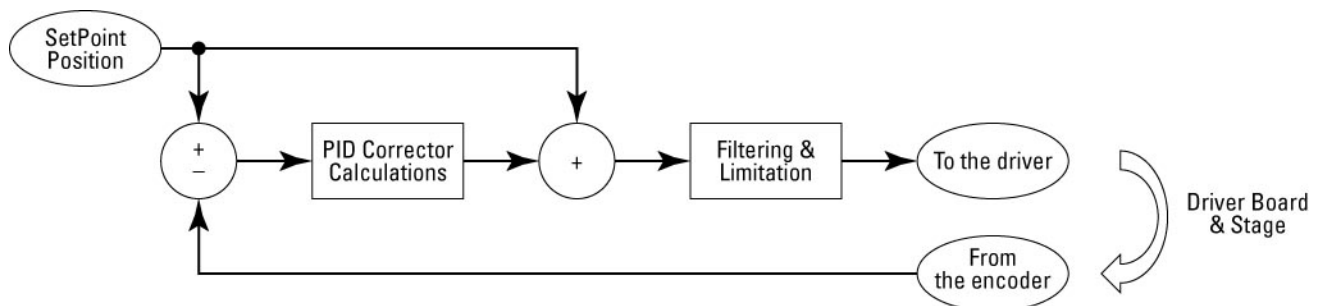 SetPoint
Position
+
−
PID Corrector
Calculations
+
Filtering &
Limitation
To the driver
Driver Board
& Stage
From
the encoder